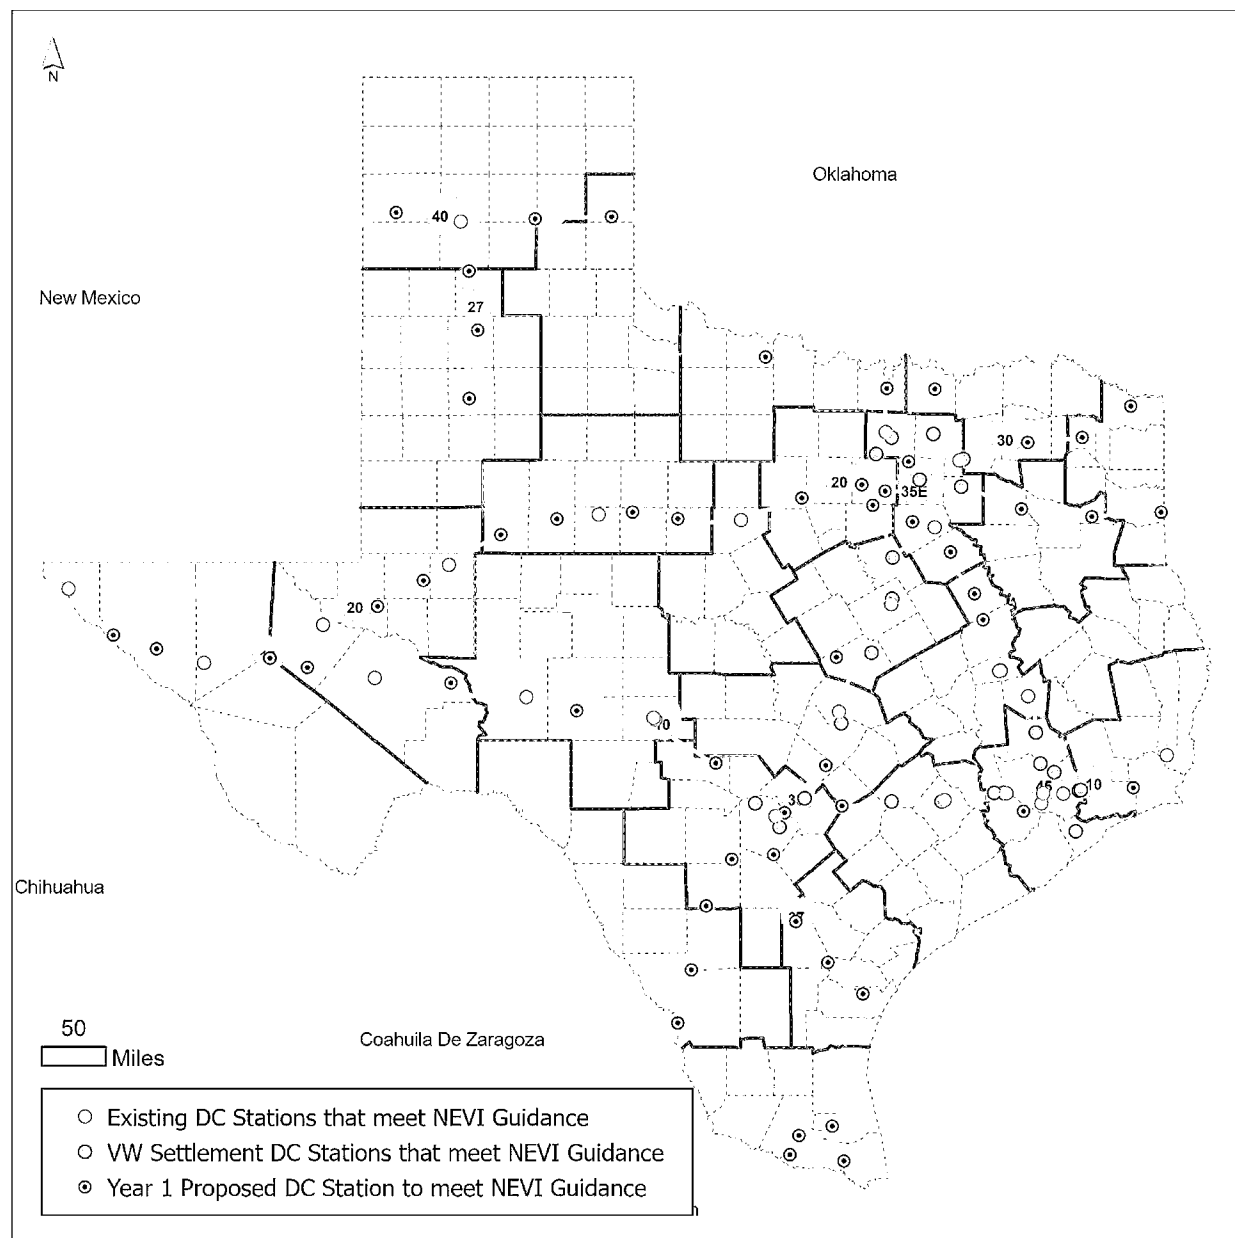 N
Oklahoma
40
New Mexico
27
30
20
35E
20
10
45
10
Chihuahua
50
Miles
Coahuila De Zaragoza
Existing DC Stations that meet NEVI Guidance
VW Settlement DC Stations that meet NEVI Guidance
Year 1 Proposed DC Station to meet NEVI Guidance